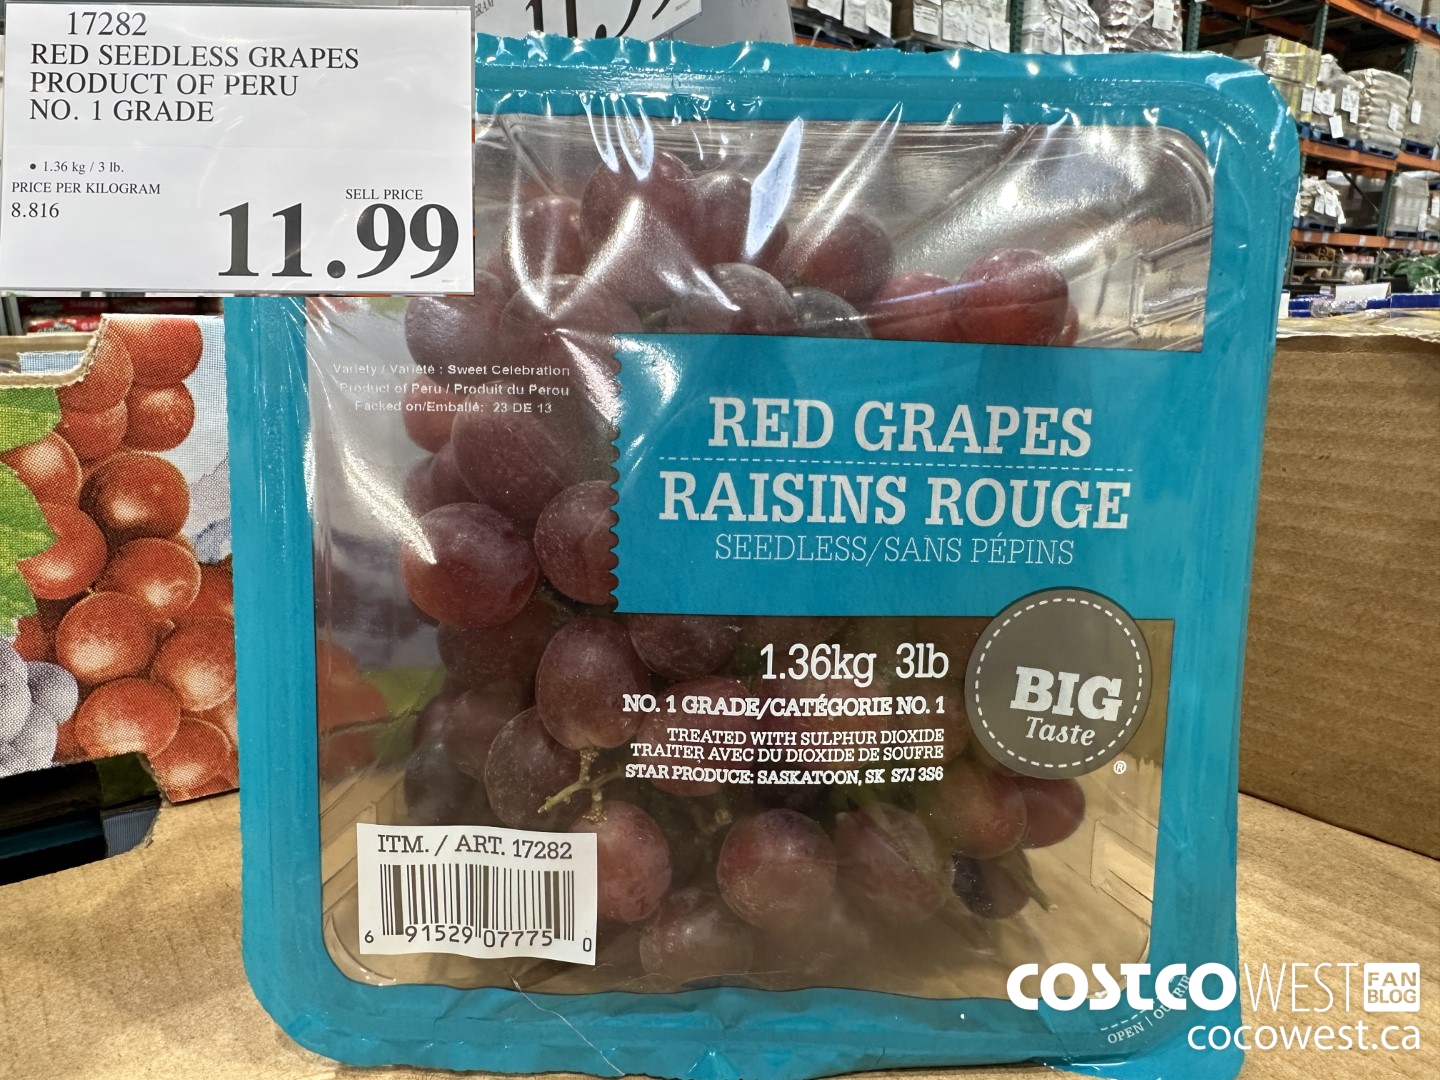 17282
RED SEEDLESS GRAPES
PRODUCT OF PERU
NO. 1 GRADE
• 1.36 kg / 3 lb.
PRICE PER KILOGRAM
8.816
SELL PRICE
11.99
Variety / Variété : Sweet Celebration
Product of Peru / Produit du Perou
Packed on/Emballé: 23 DE 13
RED GRAPES
RAISINS ROUGE
SEEDLESS/SANS PÉPINS
1.36kg 3lb
NO. 1 GRADE/CATÉGORIE NO. 1
TREATED WITH SULPHUR DIOXIDE
TRAITER AVEC DU DIOXIDE DE SOUFRE
STAR PRODUCE: SASKATOON, SK S7J 3S6
BIG
Taste
®
ITM. / ART. 17282
6 91529 07775 0
OPEN |
COSTCO WEST FAN BLOG
cocowest.ca